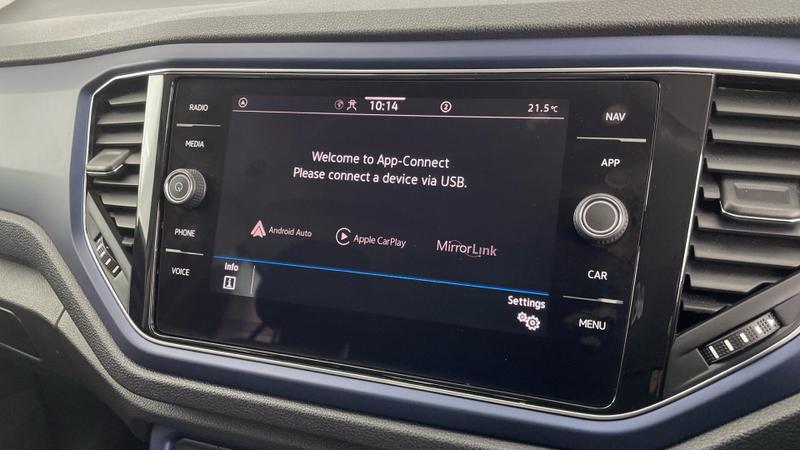 RADIO
MEDIA
PHONE
VOICE
10:14
2
21.5°C
Welcome to App-Connect
Please connect a device via USB.
Android Auto
Apple CarPlay
MirrorLink
Info
i
Settings
NAV
APP
CAR
MENU